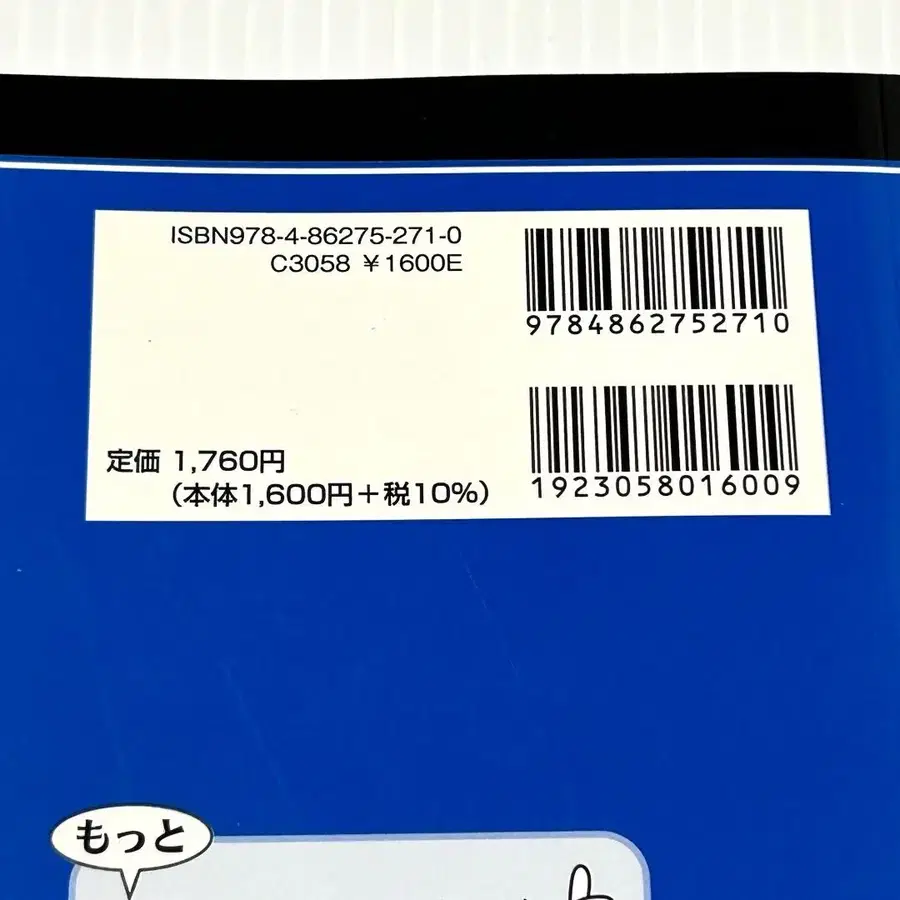 ISBN978-4-86275-271-0
C3058 ￥1600E
9784862752710
定価 1,760円
（本体1,600円＋税10%）
1923058016009
もっと